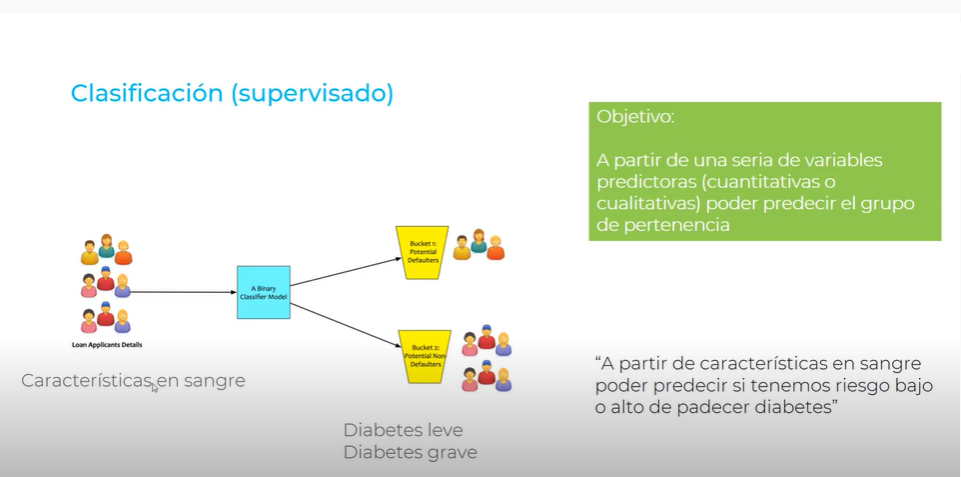 Clasificación (supervisado)
Objetivo:
A partir de una seria de variables
predictoras (cuantitativas o
cualitativas) poder predecir el grupo
de pertenencia
Bucket 1:
Potential
Defaulters
A Binary
Classifier Model
Bucket 2:
Potential Non
Defaulters
Loan Applicants Details
Características en sangre
Diabetes leve
Diabetes grave
“A partir de características en sangre
poder predecir si tenemos riesgo bajo
o alto de padecer diabetes”